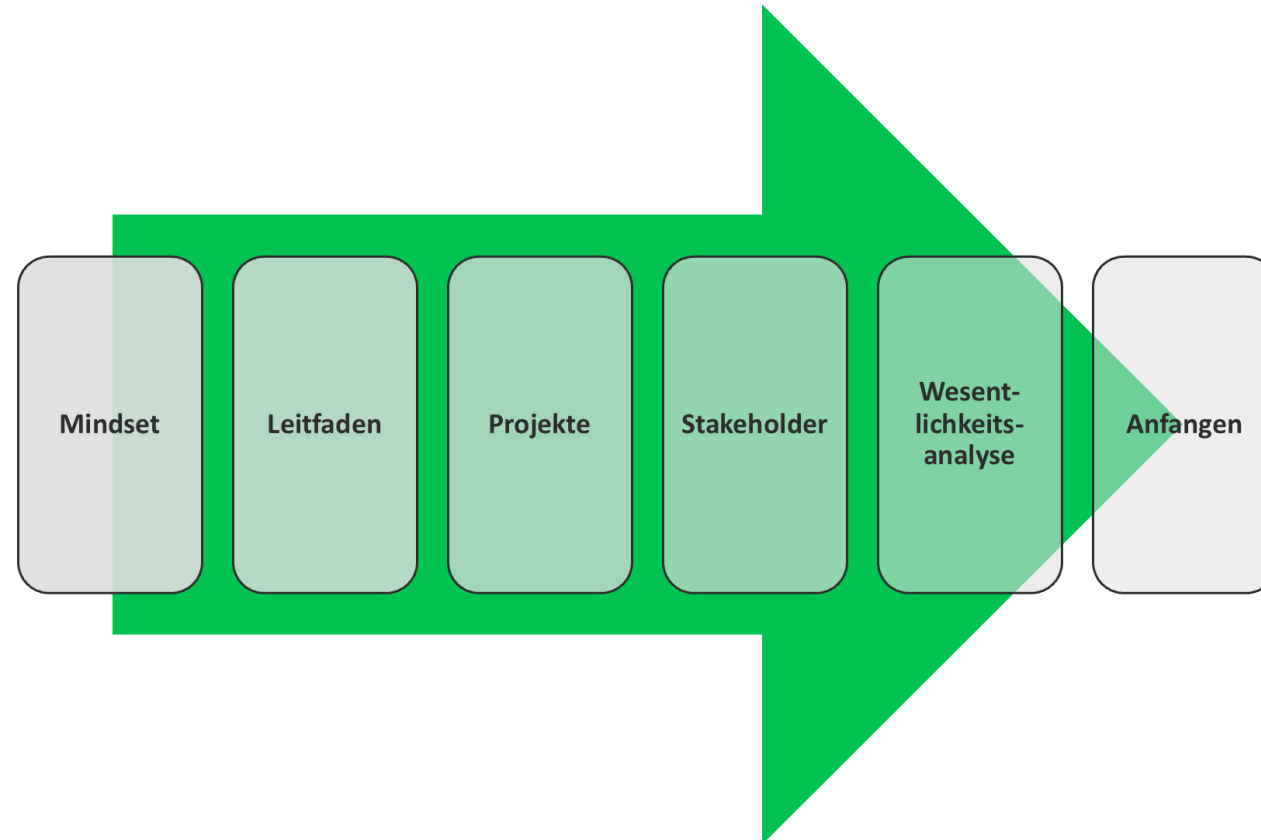 Mindset
Leitfaden
Projekte
Stakeholder
Wesent-
lichkeits-
analyse
Anfangen